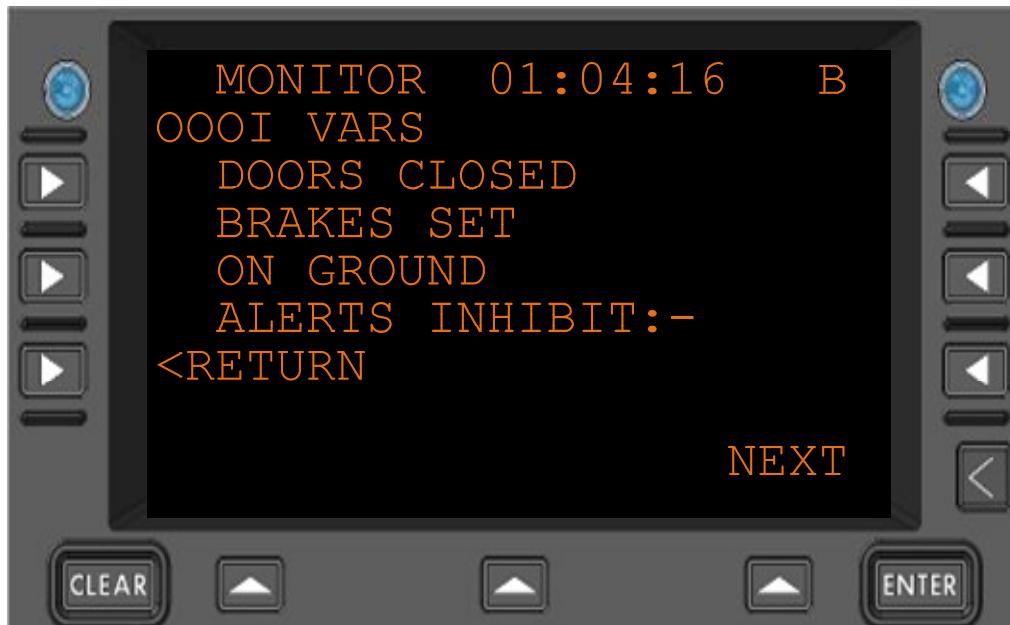 MONITOR 01:04:16 B
OOOI VARS
DOORS CLOSED
BRAKES SET
ON GROUND
ALERTS INHIBIT:-
<RETURN
NEXT
CLEAR
ENTER